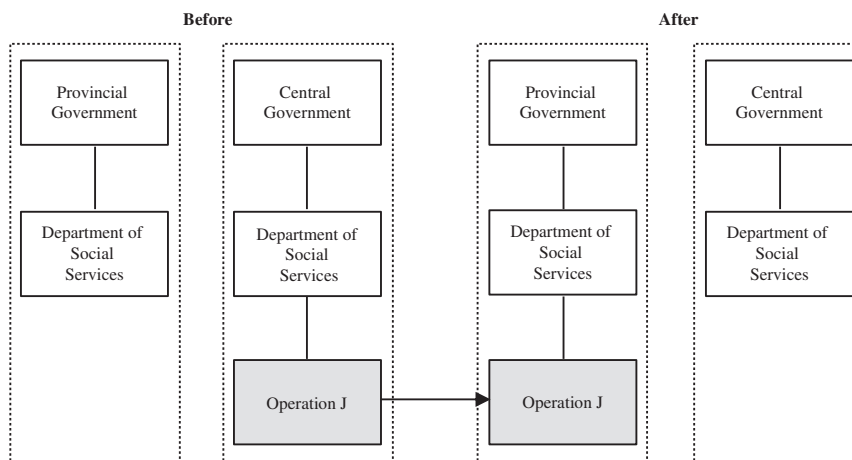 Before
After
Provincial
Government
Central
Government
Provincial
Government
Central
Government
Department of
Social
Services
Department of
Social
Services
Department of
Social
Services
Department of
Social
Services
Operation J
Operation J